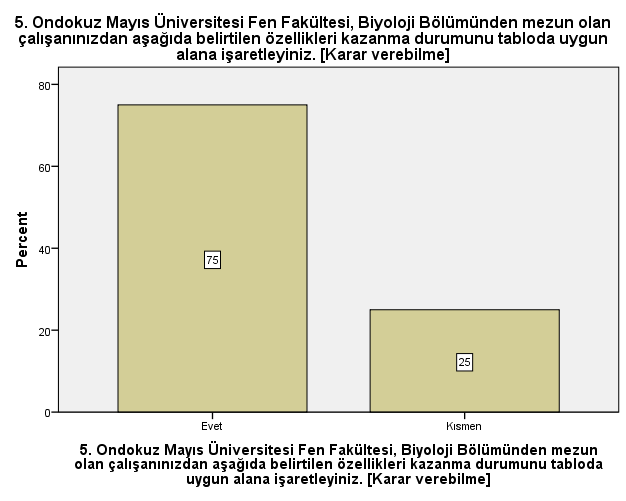 5. Ondokuz Mayıs Üniversitesi Fen Fakültesi, Biyoloji Bölümünden mezun olan
çalışanınızdan aşağıda belirtilen özellikleri kazanma durumunu tabloda uygun
alana işaretleyiniz. [Karar verebilme]
80
60
40
20
0
Percent
75
25
Evet
Kısmen
5. Ondokuz Mayıs Üniversitesi Fen Fakültesi, Biyoloji Bölümünden mezun
olan çalışanınızdan aşağıda belirtilen özellikleri kazanma durumunu tabloda
uygun alana işaretleyiniz. [Karar verebilme]